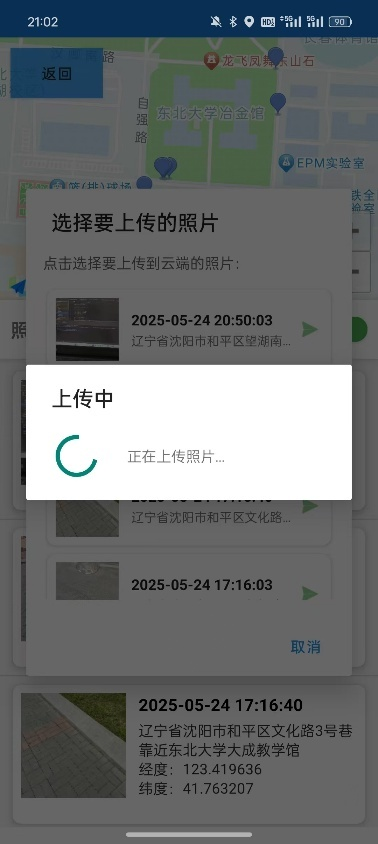 21:02
HD
5G
5G
90
返回
龙飞凤舞东山石
自强路
东北大学冶金馆
EPM实验室
篮(排)球场
选择要上传的照片
点击选择要上传到云端的照片：
2025-05-24 20:50:03
辽宁省沈阳市和平区望湖南...
上传中
正在上传照片...
辽宁省沈阳市和平区文化路...
2025-05-24 17:16:03
取消
2025-05-24 17:16:40
辽宁省沈阳市和平区文化路3号巷
靠近东北大学大成教学馆
经度：123.419636
纬度：41.763207